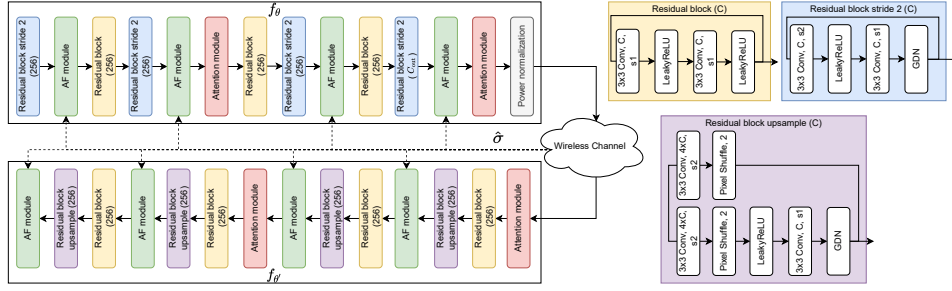 f_θ
Residual block stride 2
(256)
AF module
Residual block
(256)
Residual block stride 2
(256)
AF module
Attention module
Residual block
(256)
Residual block stride 2
(256)
AF module
Residual block
(256)
Residual block stride 2
( C_out )
AF module
Attention module
Power normalization
σ̂
Wireless Channel
AF module
Residual block
upsample (256)
Residual block
(256)
AF module
Residual block
upsample (256)
Residual block
(256)
Attention module
AF module
Residual block
upsample (256)
Residual block
(256)
AF module
Residual block
upsample (256)
Residual block
(256)
Attention module
f_θ'
Residual block (C)
3x3 Conv, C,
s1
LeakyReLU
3x3 Conv, C,
s1
LeakyReLU
Residual block stride 2 (C)
3x3 Conv, C, s2
LeakyReLU
3x3 Conv, C, s1
GDN
Residual block upsample (C)
3x3 Conv, 4xC,
s2
Pixel Shuffle, 2
3x3 Conv, 4xC,
s2
Pixel Shuffle, 2
LeakyReLU
3x3 Conv, C, s1
GDN